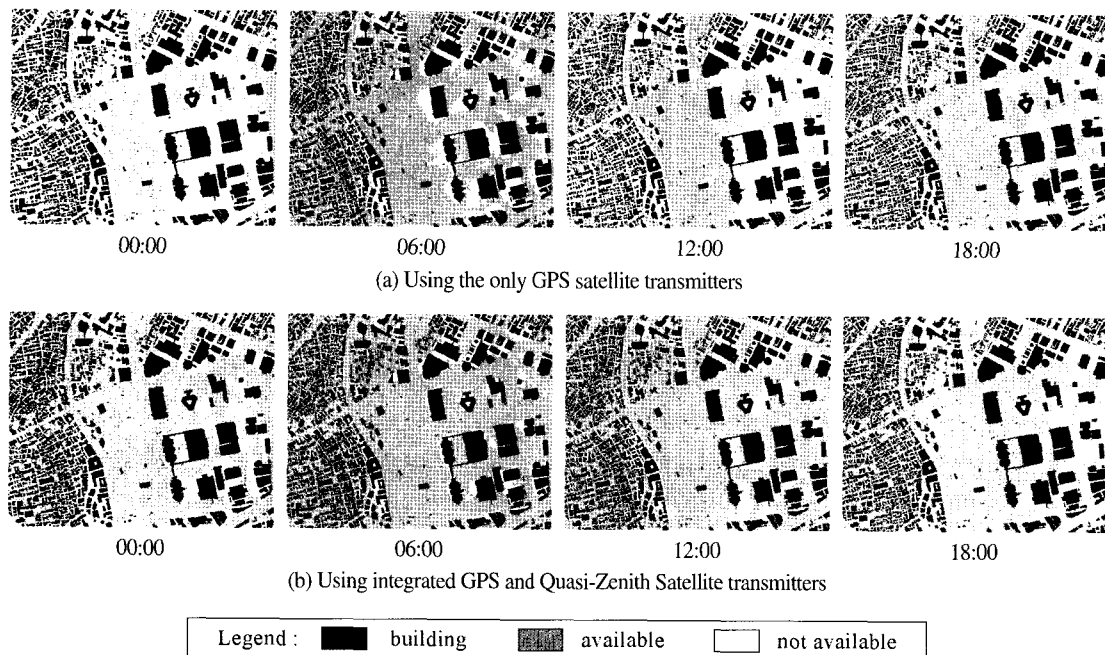 00:00 06:00 12:00 18:00
(a) Using the only GPS satellite transmitters
00:00 06:00 12:00 18:00
(b) Using integrated GPS and Quasi-Zenith Satellite transmitters
Legend : building available not available